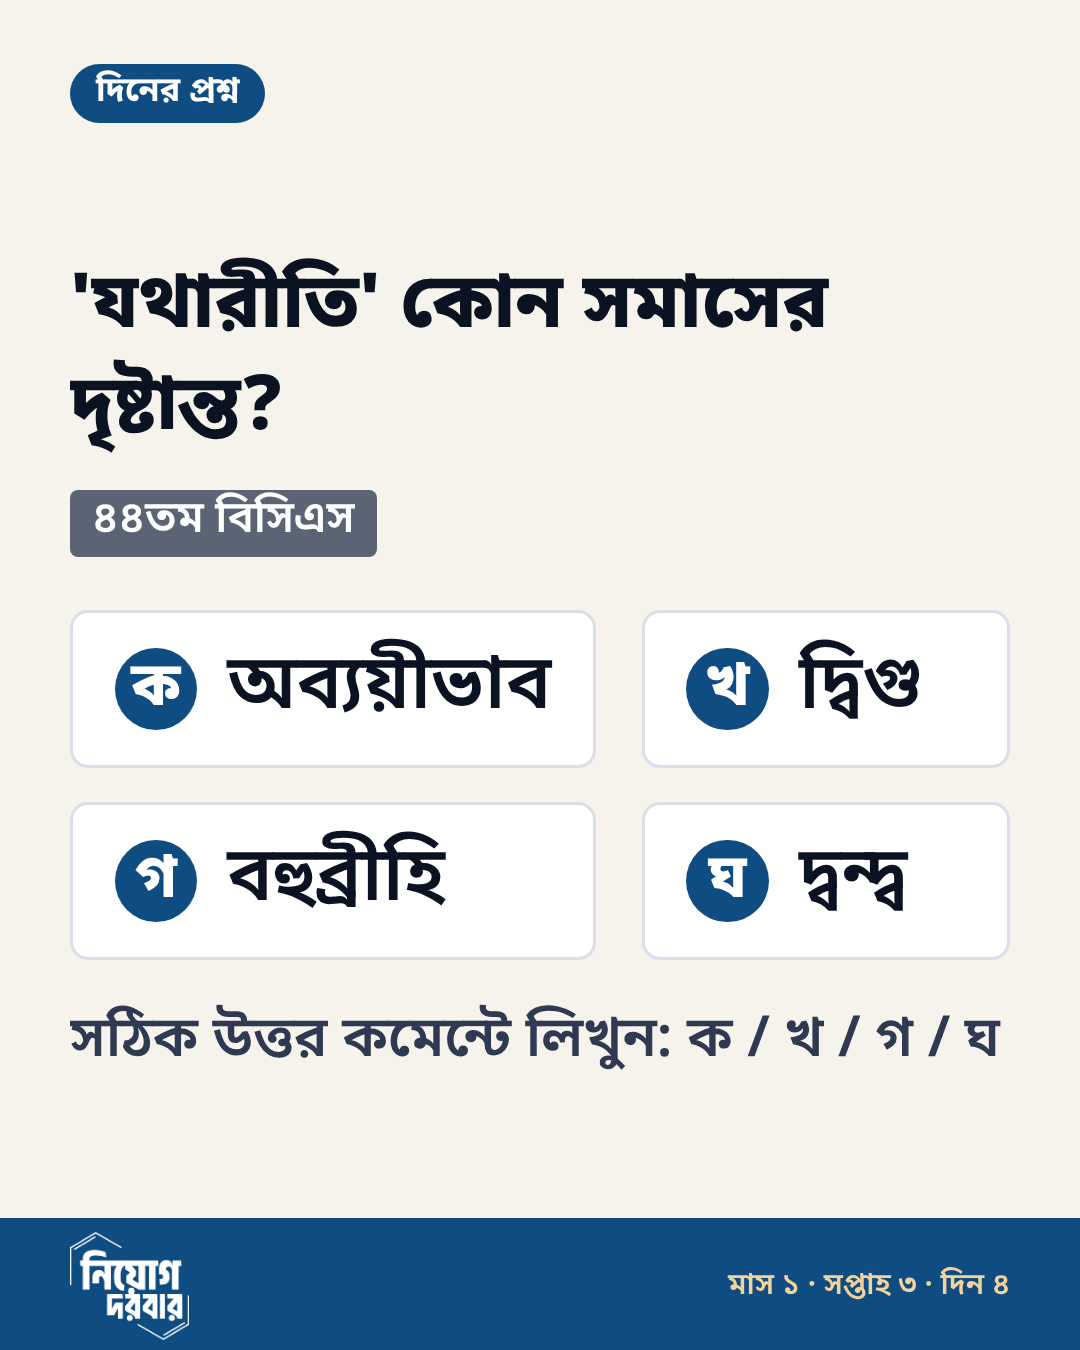 দিনের প্রশ্ন
'যথারীতি' কোন সমাসের
দৃষ্টান্ত?
৪৪তম বিসিএস
ক অব্যয়ীভাব
খ দ্বিগু
গ বহুব্রীহি
ঘ দ্বন্দ্ব
সঠিক উত্তর কমেন্টে লিখুন: ক / খ / গ / ঘ
নিয়োগ
দরবার
মাস ১ · সপ্তাহ ৩ · দিন ৪